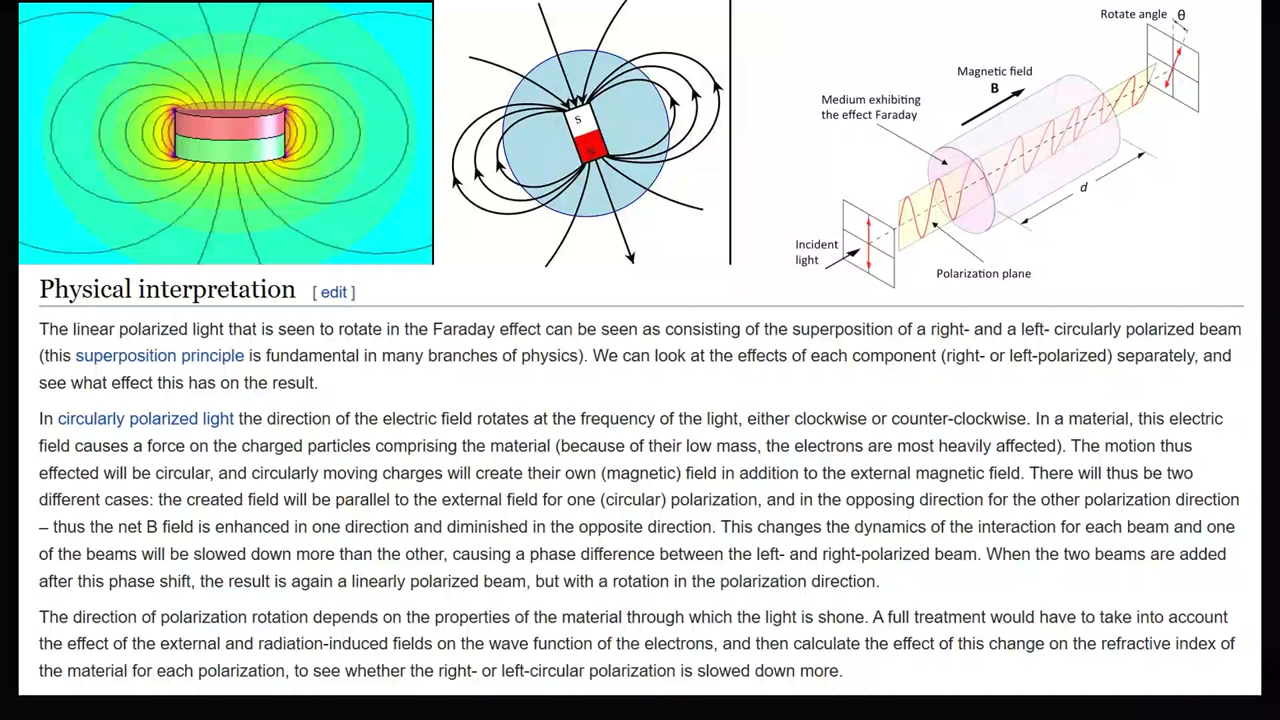 Rotate angle θ
Magnetic field
B
Medium exhibiting
the effect Faraday
S
d
Incident
light
Polarization plane
Physical interpretation [ edit ]
The linear polarized light that is seen to rotate in the Faraday effect can be seen as consisting of the superposition of a right- and a left- circularly polarized beam
(this superposition principle is fundamental in many branches of physics). We can look at the effects of each component (right- or left-polarized) separately, and
see what effect this has on the result.
In circularly polarized light the direction of the electric field rotates at the frequency of the light, either clockwise or counter-clockwise. In a material, this electric
field causes a force on the charged particles comprising the material (because of their low mass, the electrons are most heavily affected). The motion thus
effected will be circular, and circularly moving charges will create their own (magnetic) field in addition to the external magnetic field. There will thus be two
different cases: the created field will be parallel to the external field for one (circular) polarization, and in the opposing direction for the other polarization direction
– thus the net B field is enhanced in one direction and diminished in the opposite direction. This changes the dynamics of the interaction for each beam and one
of the beams will be slowed down more than the other, causing a phase difference between the left- and right-polarized beam. When the two beams are added
after this phase shift, the result is again a linearly polarized beam, but with a rotation in the polarization direction.
The direction of polarization rotation depends on the properties of the material through which the light is shone. A full treatment would have to take into account
the effect of the external and radiation-induced fields on the wave function of the electrons, and then calculate the effect of this change on the refractive index of
the material for each polarization, to see whether the right- or left-circular polarization is slowed down more.